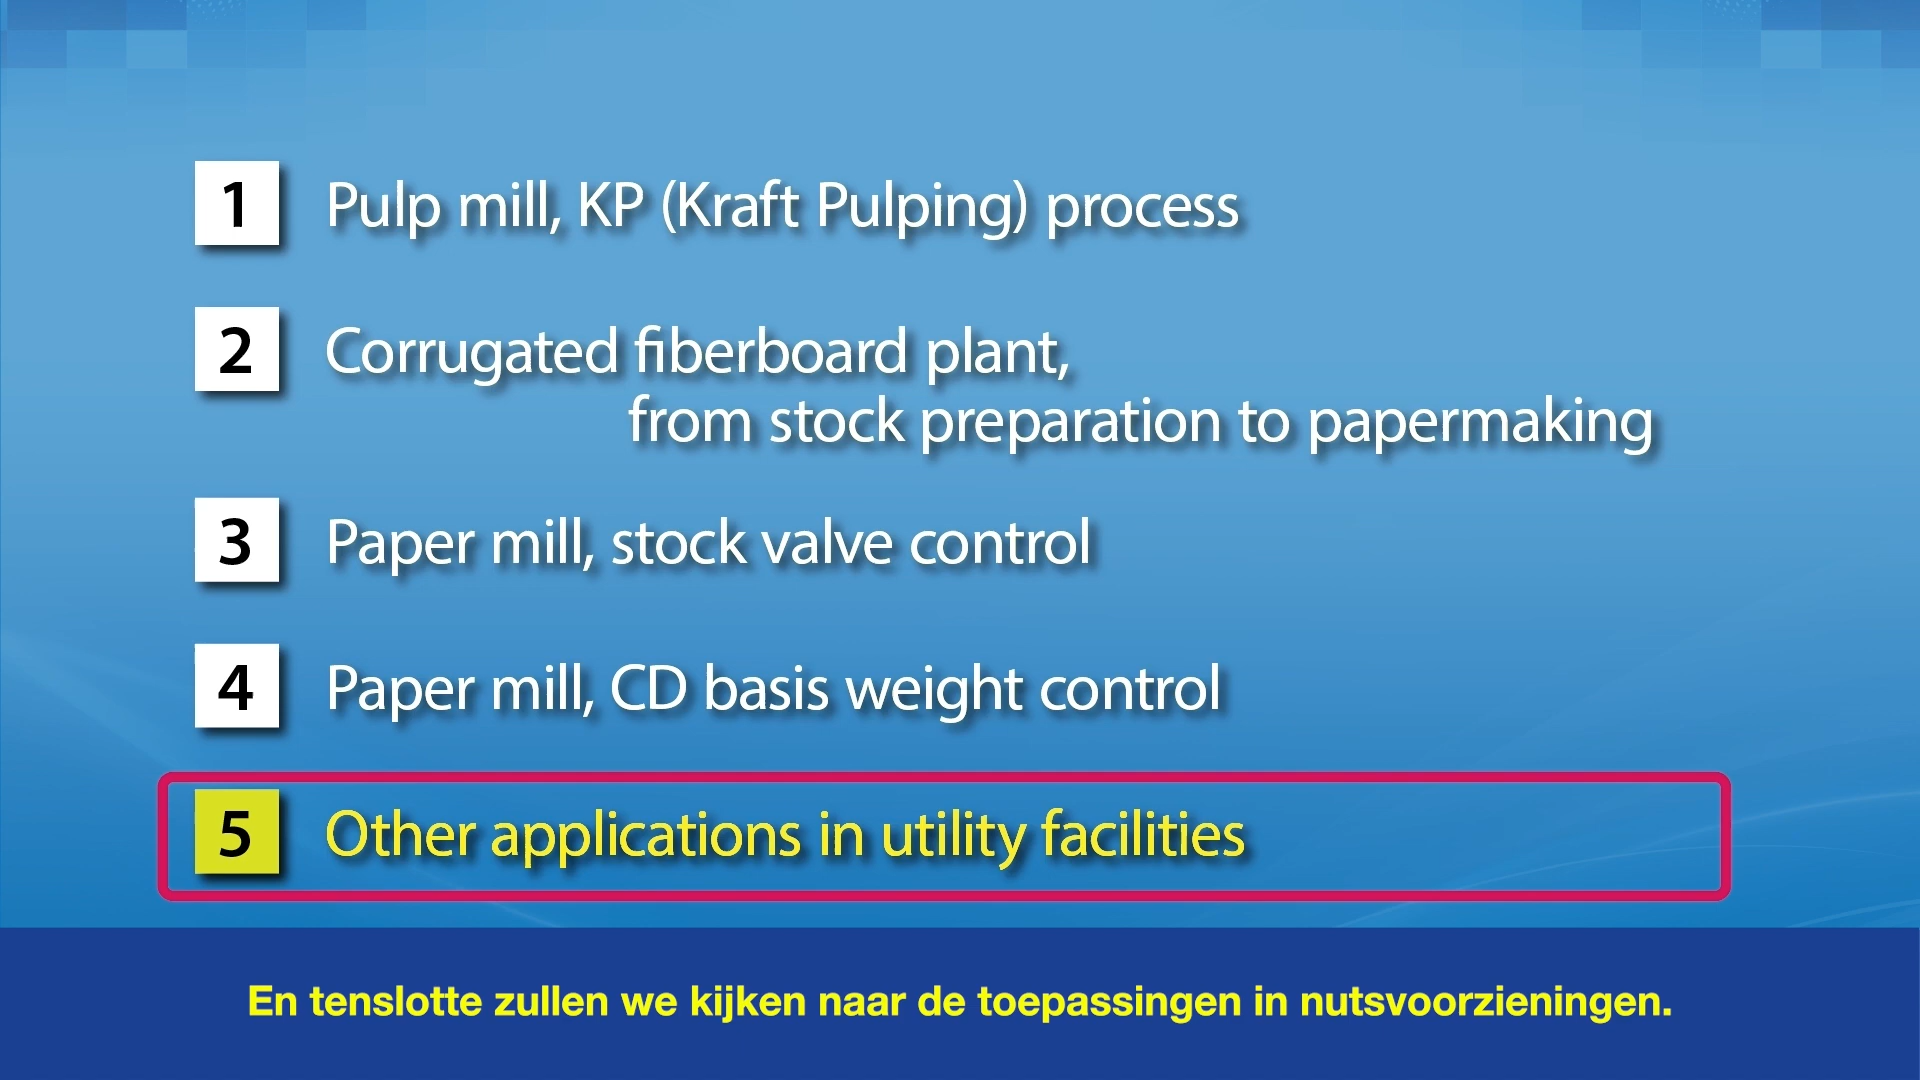 1 Pulp mill, KP (Kraft Pulping) process
2 Corrugated fiberboard plant,
from stock preparation to papermaking
3 Paper mill, stock valve control
4 Paper mill, CD basis weight control
5 Other applications in utility facilities
En tenslotte zullen we kijken naar de toepassingen in nutsvoorzieningen.